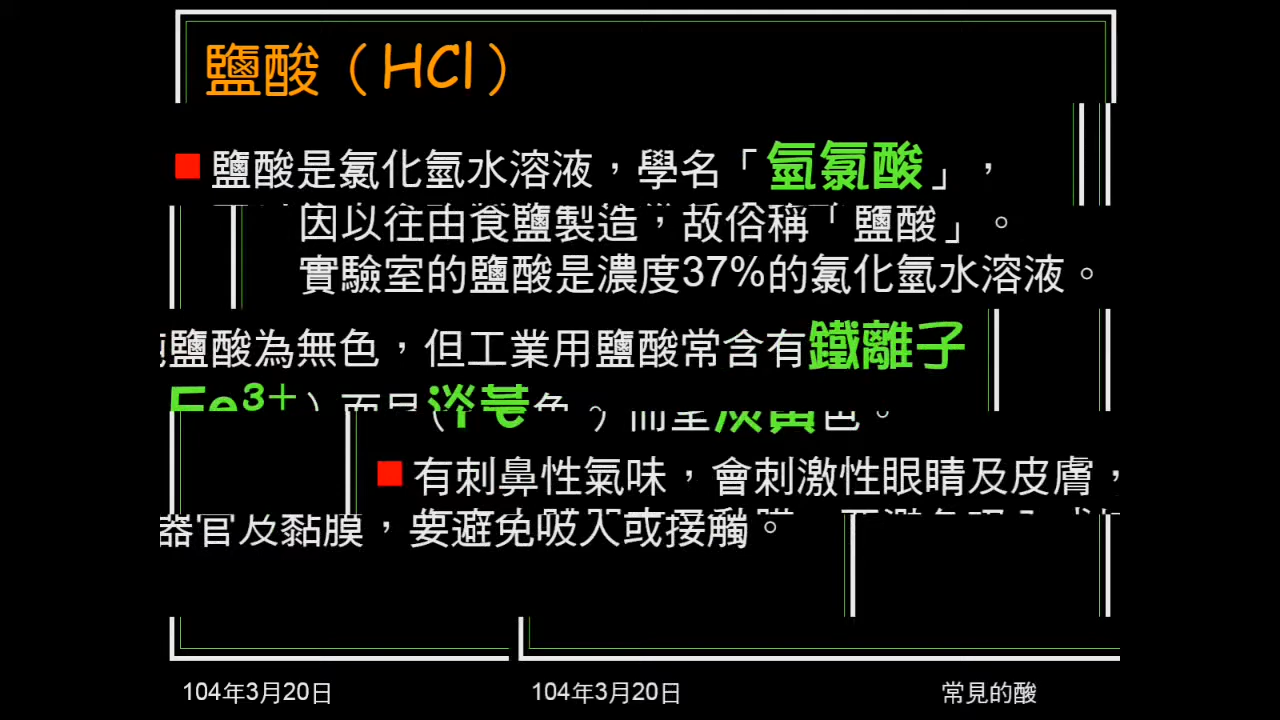 鹽酸（HCl）
鹽酸是氯化氫水溶液，學名「氫氯酸」，
因以往由食鹽製造，故俗稱「鹽酸」。
實驗室的鹽酸是濃度37%的氯化氫水溶液。
鹽酸為無色，但工業用鹽酸常含有鐵離子
Fe³⁺）而呈淡黃色。
有刺鼻性氣味，會刺激性眼睛及皮膚，
器官及黏膜，要避免吸入或接觸。
104年3月20日 104年3月20日 常見的酸